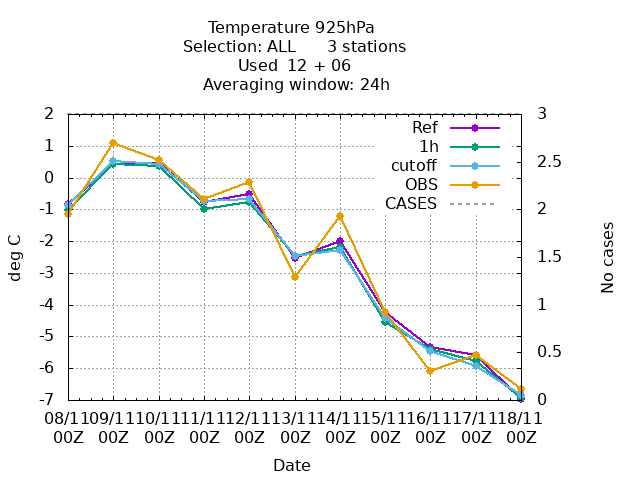 Temperature 925hPa
Selection: ALL 3 stations
Used 12 + 06
Averaging window: 24h
2
1
0
-1
-2
-3
-4
-5
-6
-7
deg C
3
2.5
2
1.5
1
0.5
0
No cases
Ref
1h
cutoff
OBS
CASES
08/11 09/11 10/11 11/11 12/11 13/11 14/11 15/11 16/11 17/11 18/11
00Z 00Z 00Z 00Z 00Z 00Z 00Z 00Z 00Z 00Z 00Z
Date